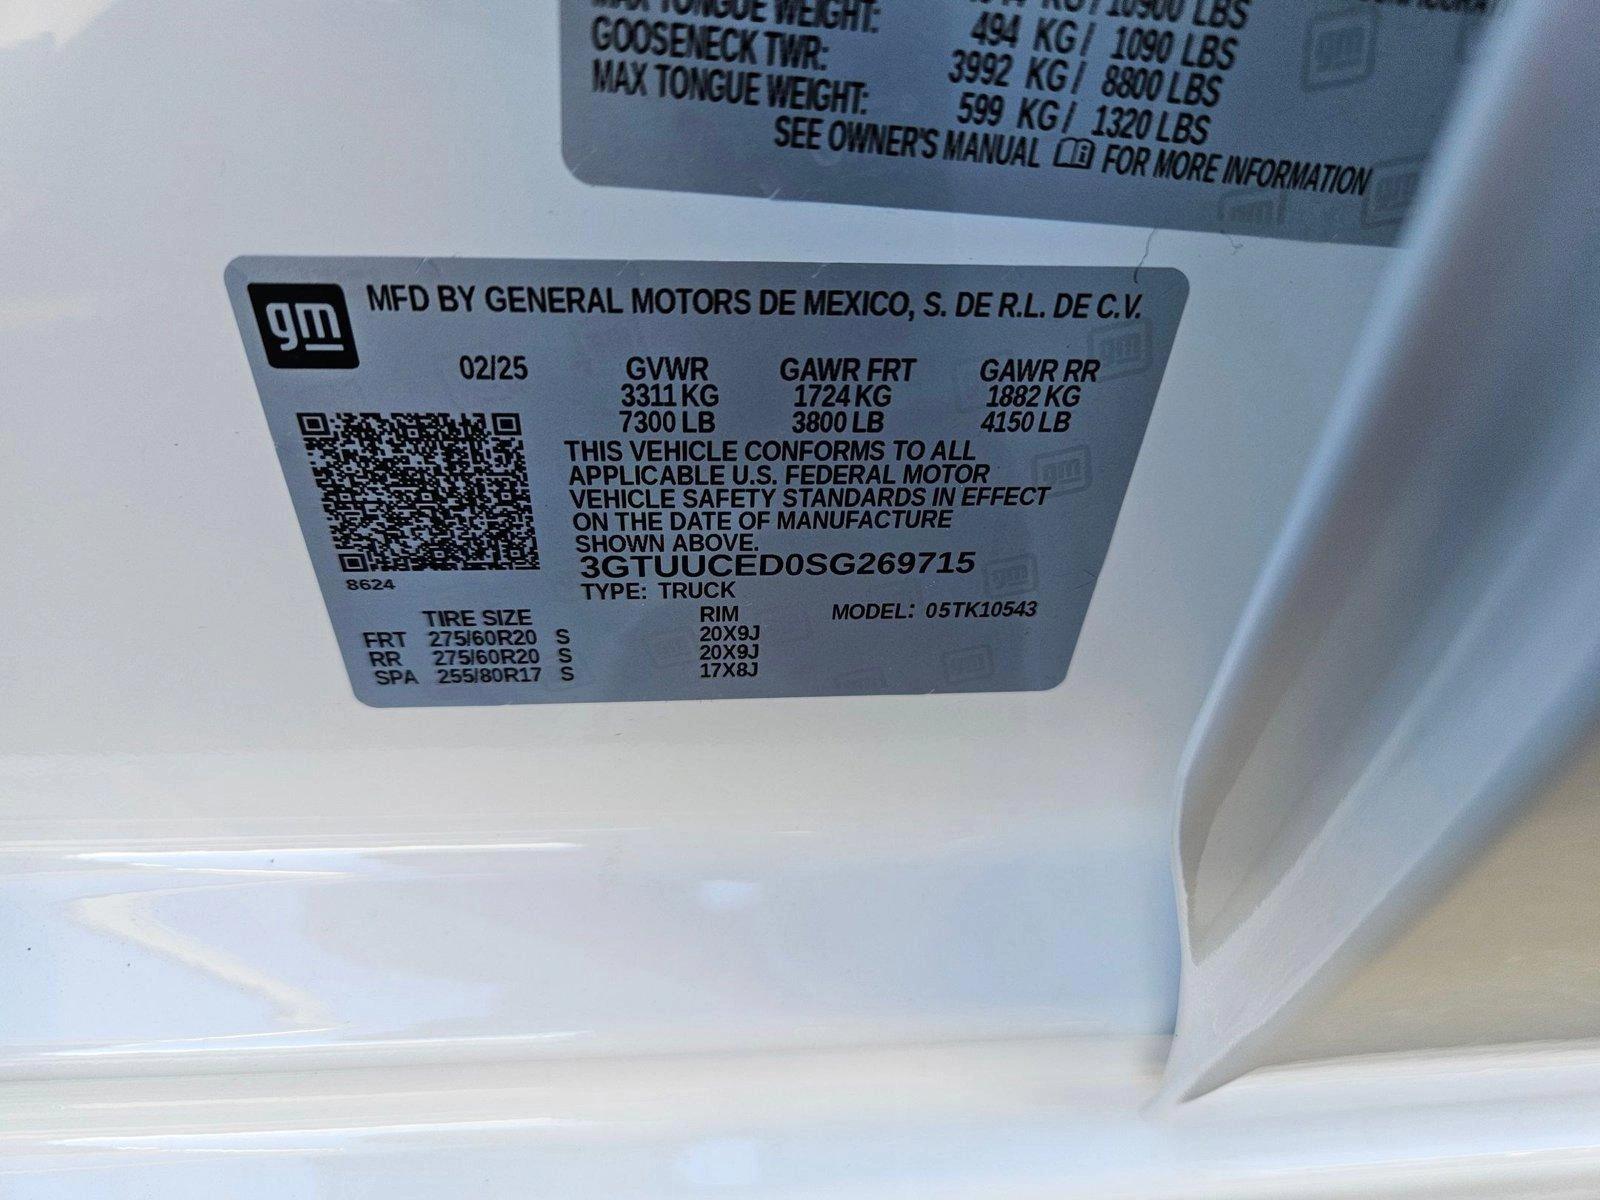 MAX TONGUE WEIGHT: 494 KG / 1090 LBS
GOOSENECK TWR: 3992 KG / 8800 LBS
MAX TONGUE WEIGHT: 599 KG / 1320 LBS
SEE OWNER'S MANUAL FOR MORE INFORMATION
gm
MFD BY GENERAL MOTORS DE MEXICO, S. DE R.L. DE C.V.
02/25 GVWR GAWR FRT GAWR RR
3311 KG 1724 KG 1882 KG
7300 LB 3800 LB 4150 LB
THIS VEHICLE CONFORMS TO ALL
APPLICABLE U.S. FEDERAL MOTOR
VEHICLE SAFETY STANDARDS IN EFFECT
ON THE DATE OF MANUFACTURE
SHOWN ABOVE.
3GTUUCED0SG269715
8624
TYPE: TRUCK
TIRE SIZE RIM MODEL: 05TK10543
FRT 275/60R20 S 20X9J
RR 275/60R20 S 20X9J
SPA 255/80R17 S 17X8J